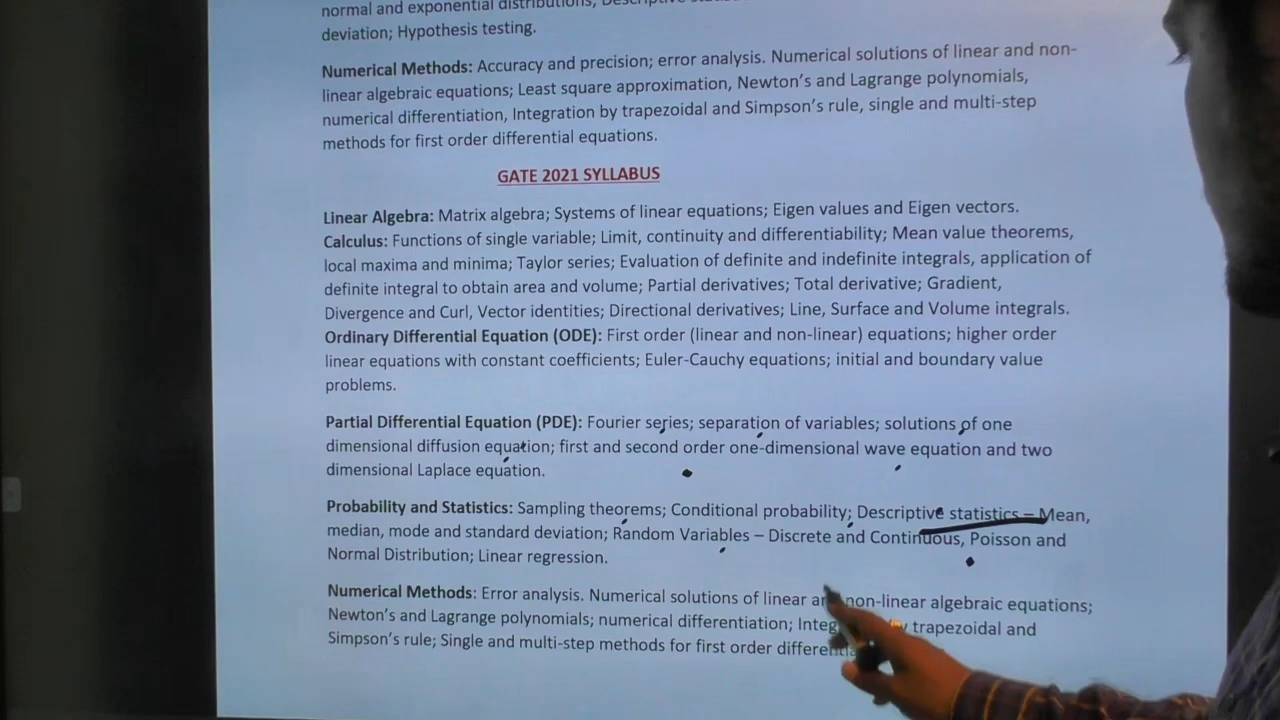 normal and exponential distributions, Descriptive
deviation; Hypothesis testing.
Numerical Methods: Accuracy and precision; error analysis. Numerical solutions of linear and non-
linear algebraic equations; Least square approximation, Newton's and Lagrange polynomials,
numerical differentiation, Integration by trapezoidal and Simpson's rule, single and multi-step
methods for first order differential equations.
GATE 2021 SYLLABUS
Linear Algebra: Matrix algebra; Systems of linear equations; Eigen values and Eigen vectors.
Calculus: Functions of single variable; Limit, continuity and differentiability; Mean value theorems,
local maxima and minima; Taylor series; Evaluation of definite and indefinite integrals, application of
definite integral to obtain area and volume; Partial derivatives; Total derivative; Gradient,
Divergence and Curl, Vector identities; Directional derivatives; Line, Surface and Volume integrals.
Ordinary Differential Equation (ODE): First order (linear and non-linear) equations; higher order
linear equations with constant coefficients; Euler-Cauchy equations; initial and boundary value
problems.
Partial Differential Equation (PDE): Fourier series; separation of variables; solutions of one
dimensional diffusion equation; first and second order one-dimensional wave equation and two
dimensional Laplace equation.
Probability and Statistics: Sampling theorems; Conditional probability; Descriptive statistics – Mean,
median, mode and standard deviation; Random Variables – Discrete and Continuous, Poisson and
Normal Distribution; Linear regression.
Numerical Methods: Error analysis. Numerical solutions of linear and non-linear algebraic equations;
Newton's and Lagrange polynomials; numerical differentiation; trapezoidal and
Simpson's rule; Single and multi-step methods for first order